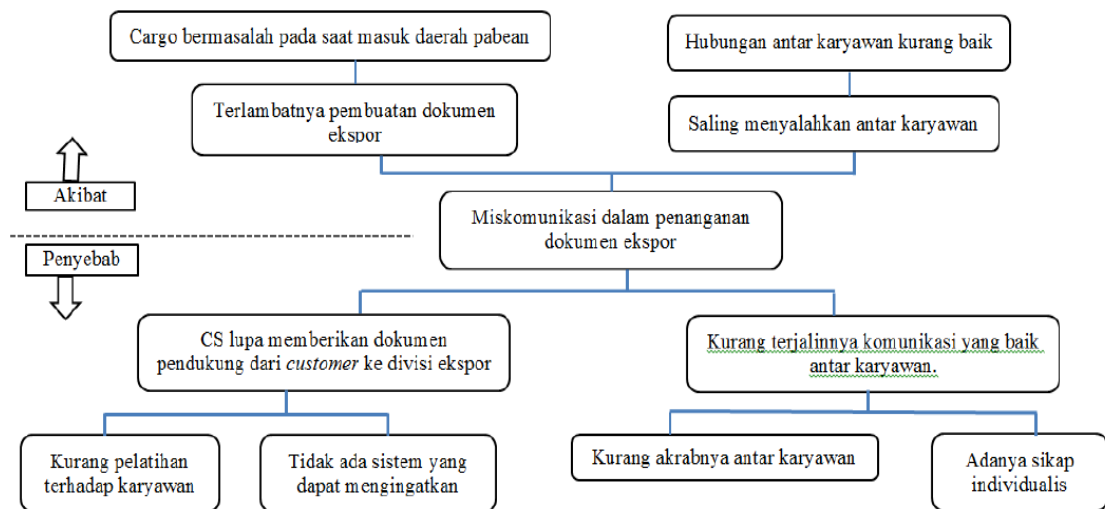 Cargo bermasalah pada saat masuk daerah pabean
Hubungan antar karyawan kurang baik
Terlambatnya pembuatan dokumen
ekspor
Saling menyalahkan antar karyawan
Akibat
Miskomunikasi dalam penanganan
dokumen ekspor
Penyebab
CS lupa memberikan dokumen
pendukung dari customer ke divisi ekspor
Kurang terjalinnya komunikasi yang baik
antar karyawan.
Kurang pelatihan
terhadap karyawan
Tidak ada sistem yang
dapat mengingatkan
Kurang akrabnya antar karyawan
Adanya sikap
individualis